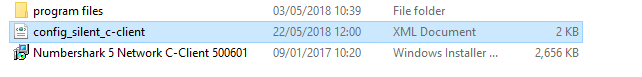 program files 03/05/2018 10:39 File folder
config_silent_c-client 22/05/2018 12:00 XML Document 2 KB
Numbershark 5 Network C-Client 500601 09/01/2017 10:20 Windows Installer ... 2,656 KB